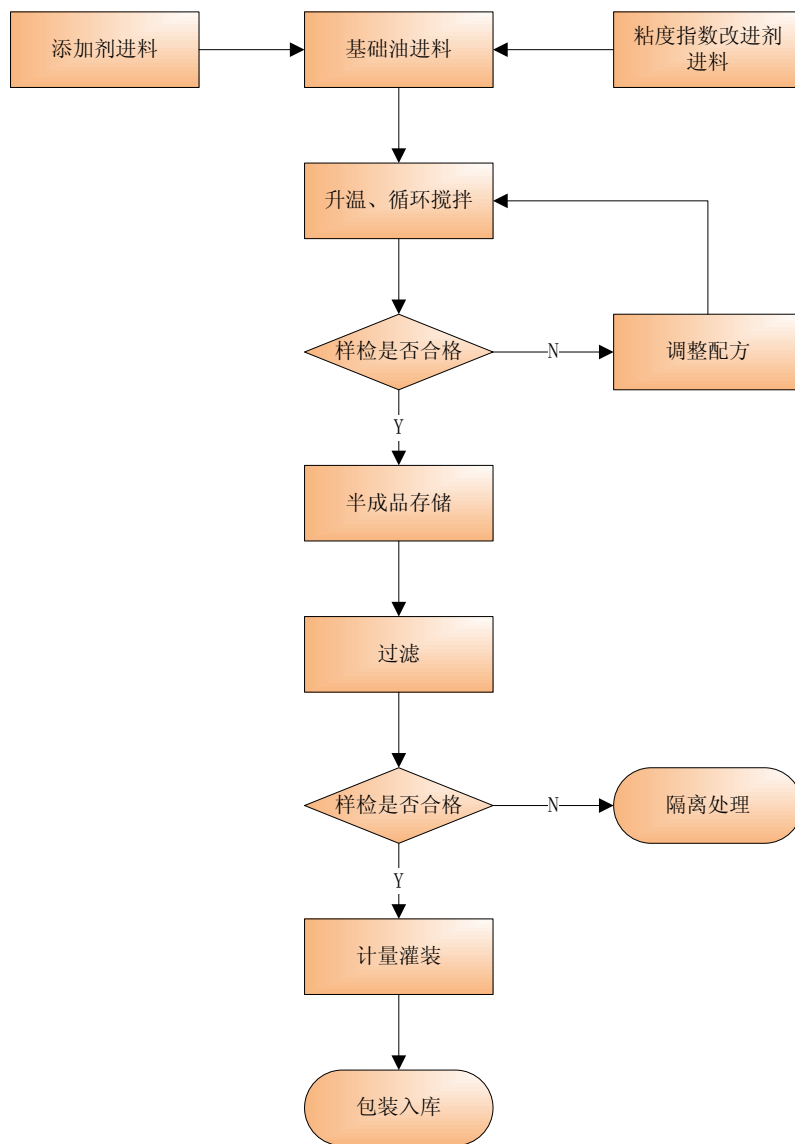 添加剂进料
基础油进料
粘度指数改进剂
进料
升温、循环搅拌
样检是否合格
N
调整配方
Y
半成品存储
过滤
样检是否合格
N
隔离处理
Y
计量灌装
包装入库